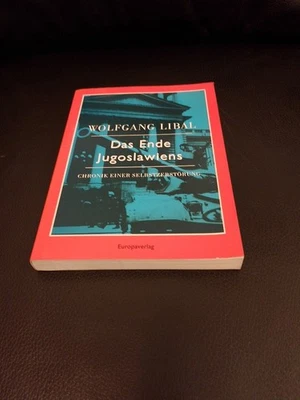 WOLFGANG LIBAL
Das Ende
Jugoslawiens
CHRONIK EINER SELBSTZERSTÖRUNG
Europaverlag